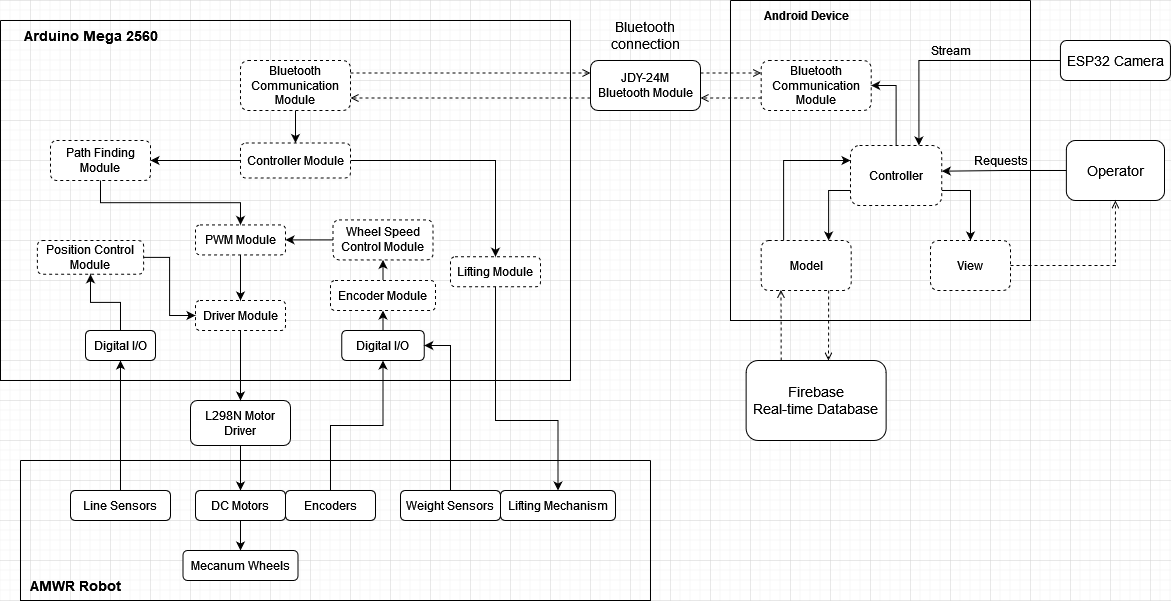 Arduino Mega 2560
Bluetooth
Communication
Module
Path Finding
Module
Controller Module
PWM Module
Wheel Speed
Control Module
Position Control
Module
Lifting Module
Encoder Module
Driver Module
Digital I/O
Digital I/O
L298N Motor
Driver
Line Sensors
DC Motors
Encoders
Weight Sensors
Lifting Mechanism
Mecanum Wheels
AMWR Robot
Bluetooth
connection
JDY-24M
Bluetooth Module
Android Device
Bluetooth
Communication
Module
Stream
ESP32 Camera
Controller
Requests
Operator
Model
View
Firebase
Real-time Database